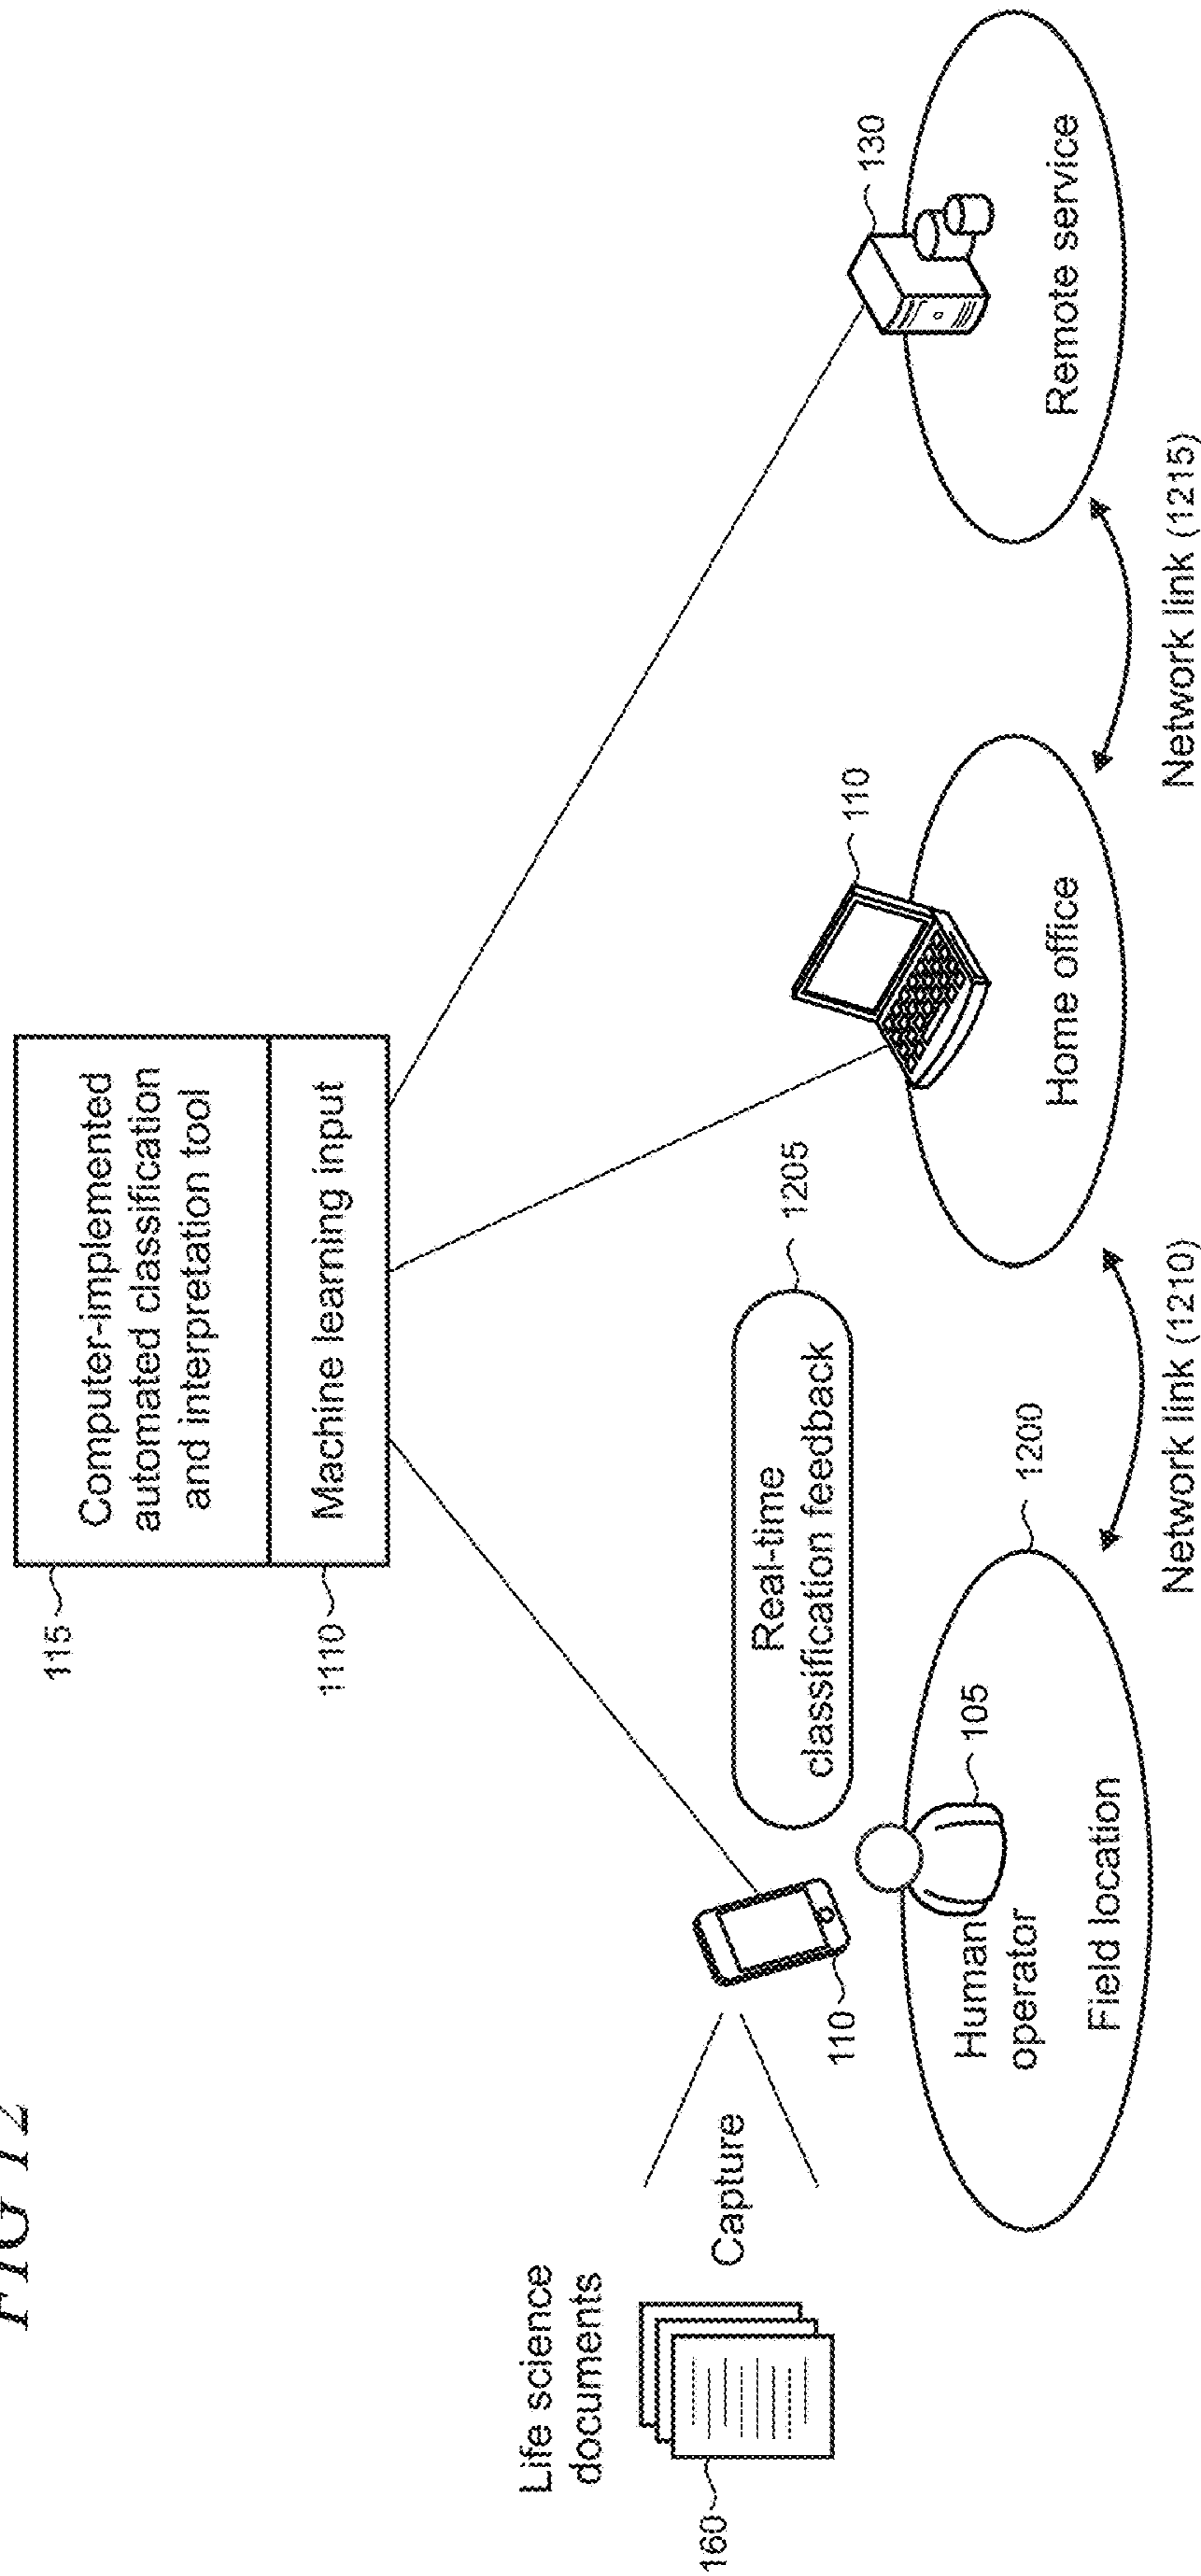 FIG 12
115
Computer-implemented
automated classification
and interpretation tool
1110
Machine learning input
Life science
documents
160
Capture
110
Real-time
classification feedback
1205
110
130
Human
operator
105
Field location
1200
Home office
Remote service
Network link (1210)
Network link (1215)